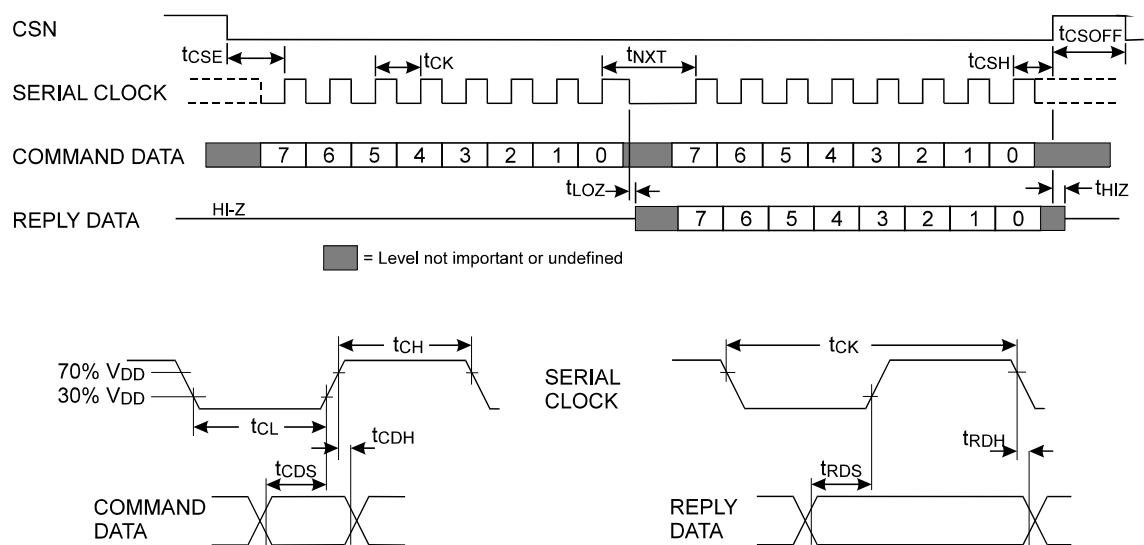 CSN
tCSOFF
tCSE
tCK
tNXT
tCSH
SERIAL CLOCK
COMMAND DATA
7 6 5 4 3 2 1 0
7 6 5 4 3 2 1 0
tLOZ
tHIZ
REPLY DATA
HI-Z
7 6 5 4 3 2 1 0
= Level not important or undefined
tCH
70% VDD
30% VDD
tCL
tCDH
tCDS
COMMAND
DATA
SERIAL
CLOCK
tCK
tRDH
tRDS
REPLY
DATA